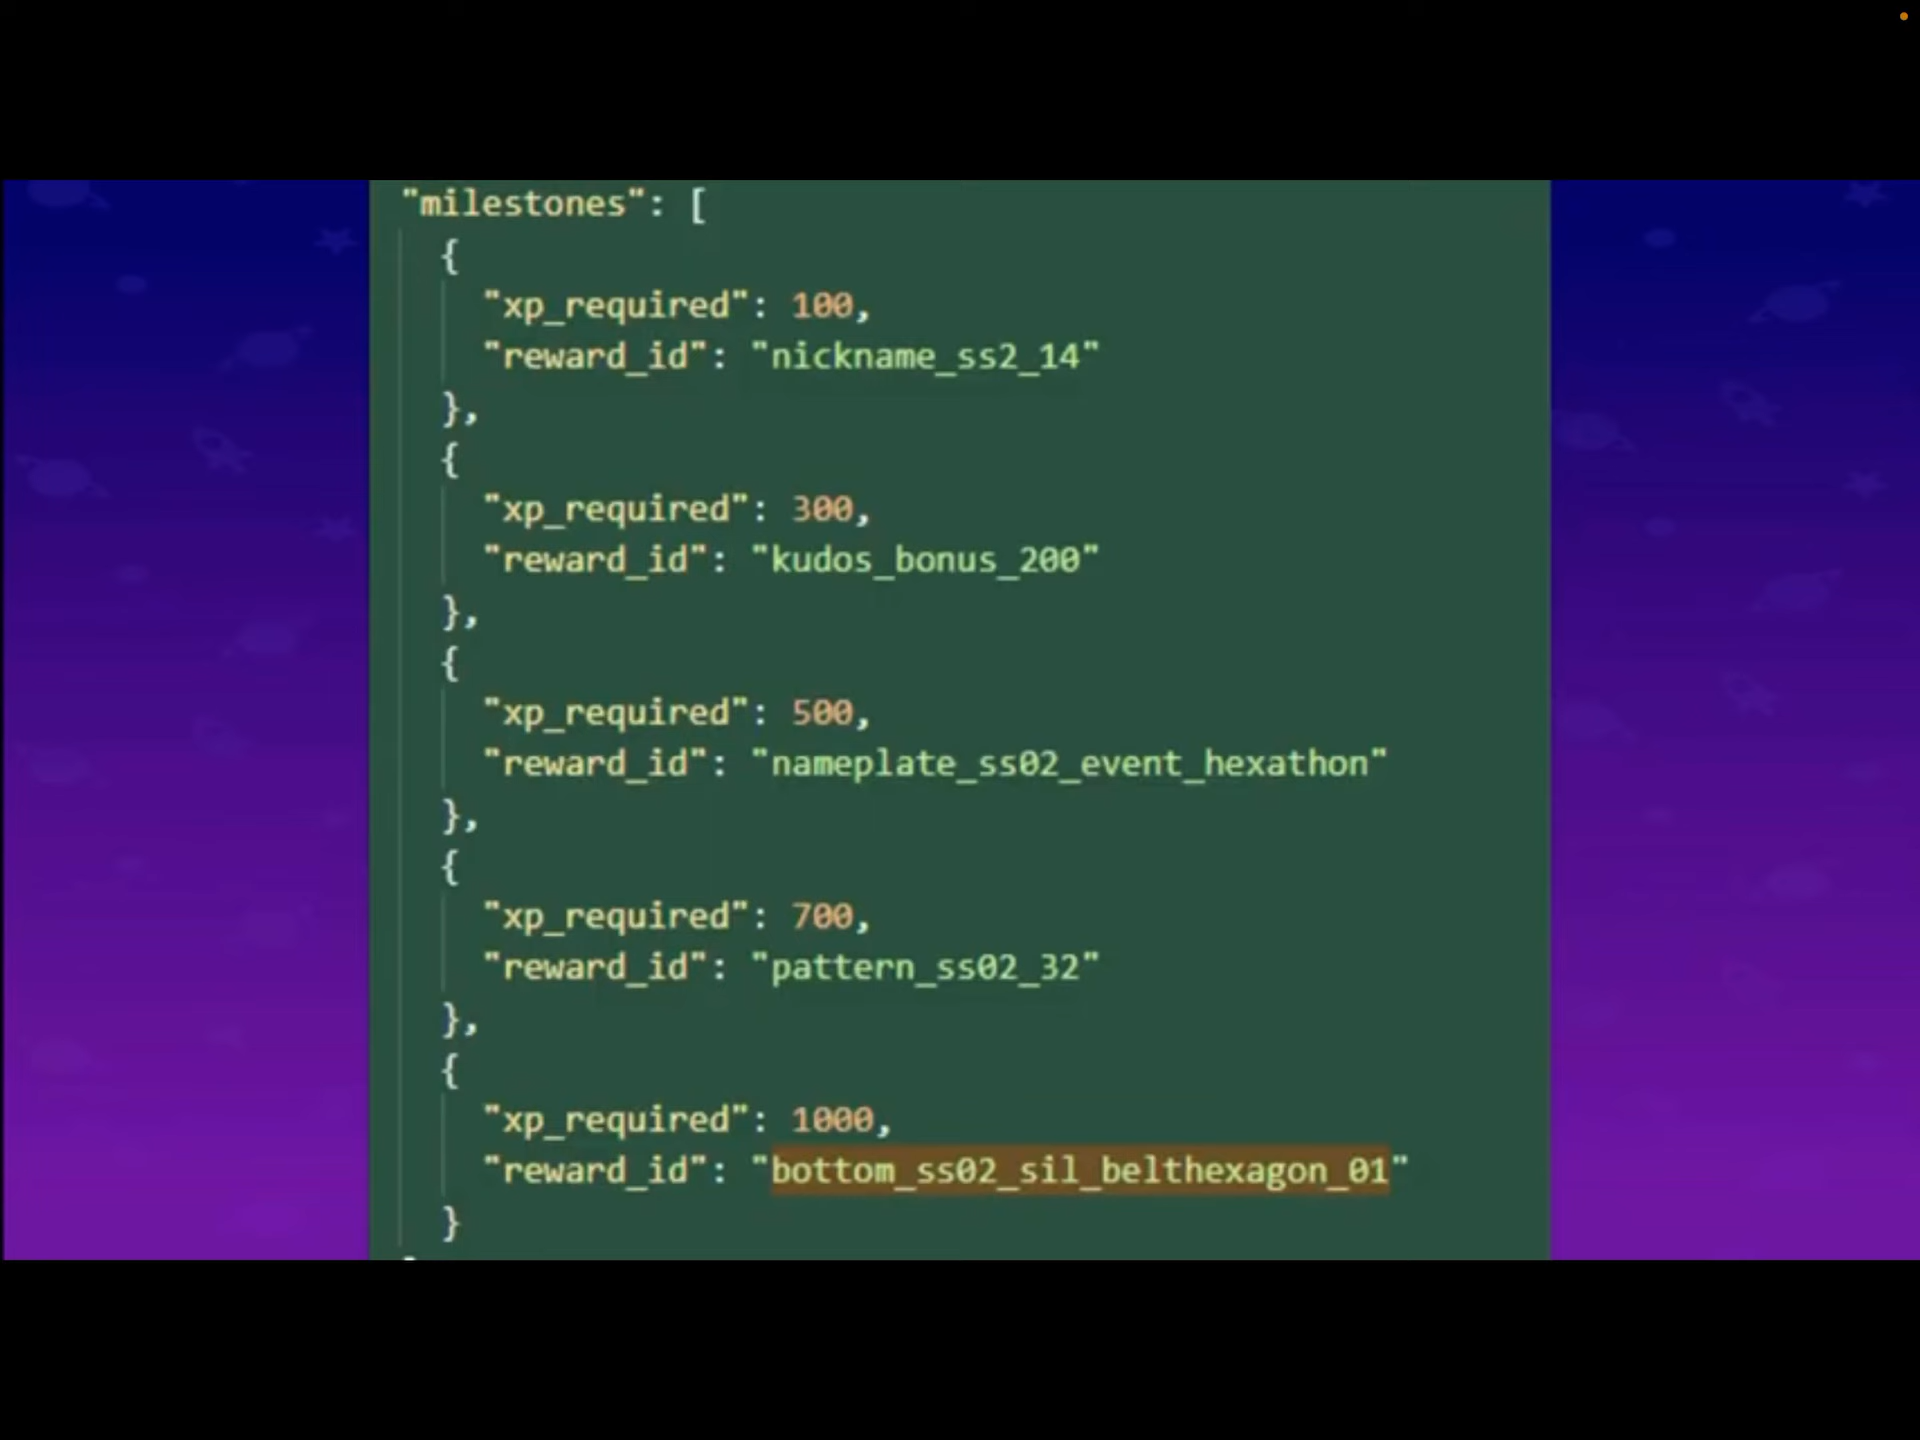 "milestones": [
{
"xp_required": 100,
"reward_id": "nickname_ss2_14"
},
{
"xp_required": 300,
"reward_id": "kudos_bonus_200"
},
{
"xp_required": 500,
"reward_id": "nameplate_ss02_event_hexathon"
},
{
"xp_required": 700,
"reward_id": "pattern_ss02_32"
},
{
"xp_required": 1000,
"reward_id": "bottom_ss02_sil_belthexagon_01"
}